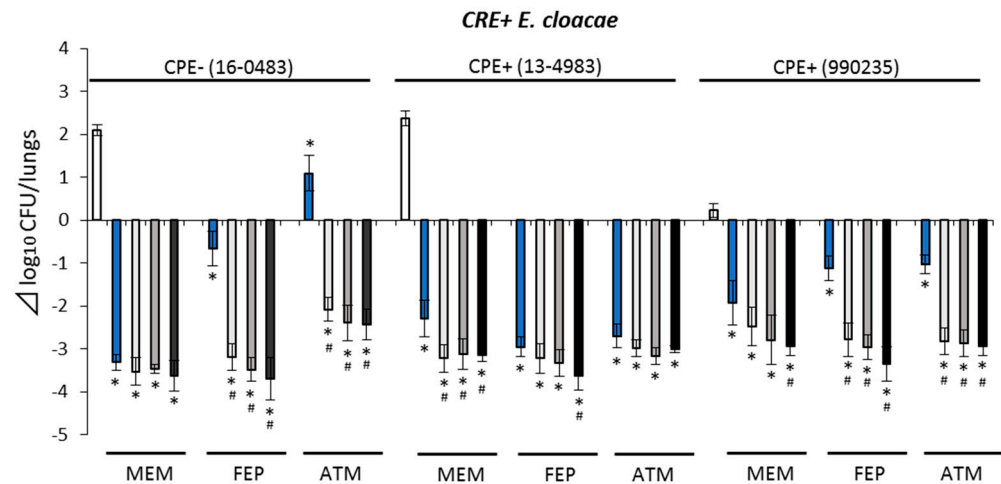 CRE+ E. cloacae
CPE- (16-0483) CPE+ (13-4983) CPE+ (990235)
⊿ log10 CFU/lungs
4
3
2
1
0
-1
-2
-3
-4
-5
* * * * * * # * # * # * * # * # * #
* * # * # * # * * * * # * * * *
* * * * # * * # * # * # * * # * # * #
MEM FEP ATM MEM FEP ATM MEM FEP ATM